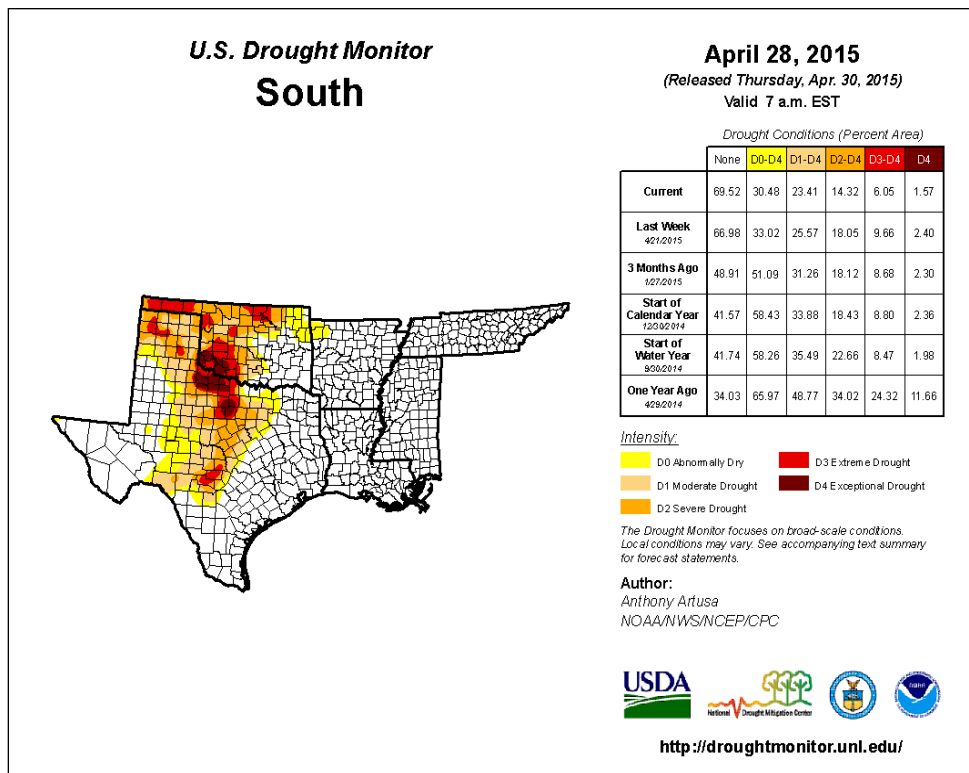 U.S. Drought Monitor
South
April 28, 2015
(Released Thursday, Apr. 30, 2015)
Valid 7 a.m. EST
Drought Conditions (Percent Area)
None D0-D4 D1-D4 D2-D4 D3-D4 D4
Current 69.52 30.48 23.41 14.32 6.05 1.57
Last Week 66.98 33.02 25.57 18.05 9.66 2.40
4/21/2015
3 Months Ago 48.91 51.09 31.26 18.12 8.68 2.30
1/27/2015
Start of
Calendar Year 41.57 58.43 33.88 18.43 8.80 2.36
12/30/2014
Start of
Water Year 41.74 58.26 35.49 22.66 8.47 1.98
9/30/2014
One Year Ago 34.03 65.97 48.77 34.02 24.32 11.66
4/29/2014
Intensity:
D0 Abnormally Dry
D3 Extreme Drought
D1 Moderate Drought
D4 Exceptional Drought
D2 Severe Drought
The Drought Monitor focuses on broad-scale conditions.
Local conditions may vary. See accompanying text summary
for forecast statements.
Author:
Anthony Artusa
NOAA/NWS/NCEP/CPC
USDA
National Drought Mitigation Center
http://droughtmonitor.unl.edu/